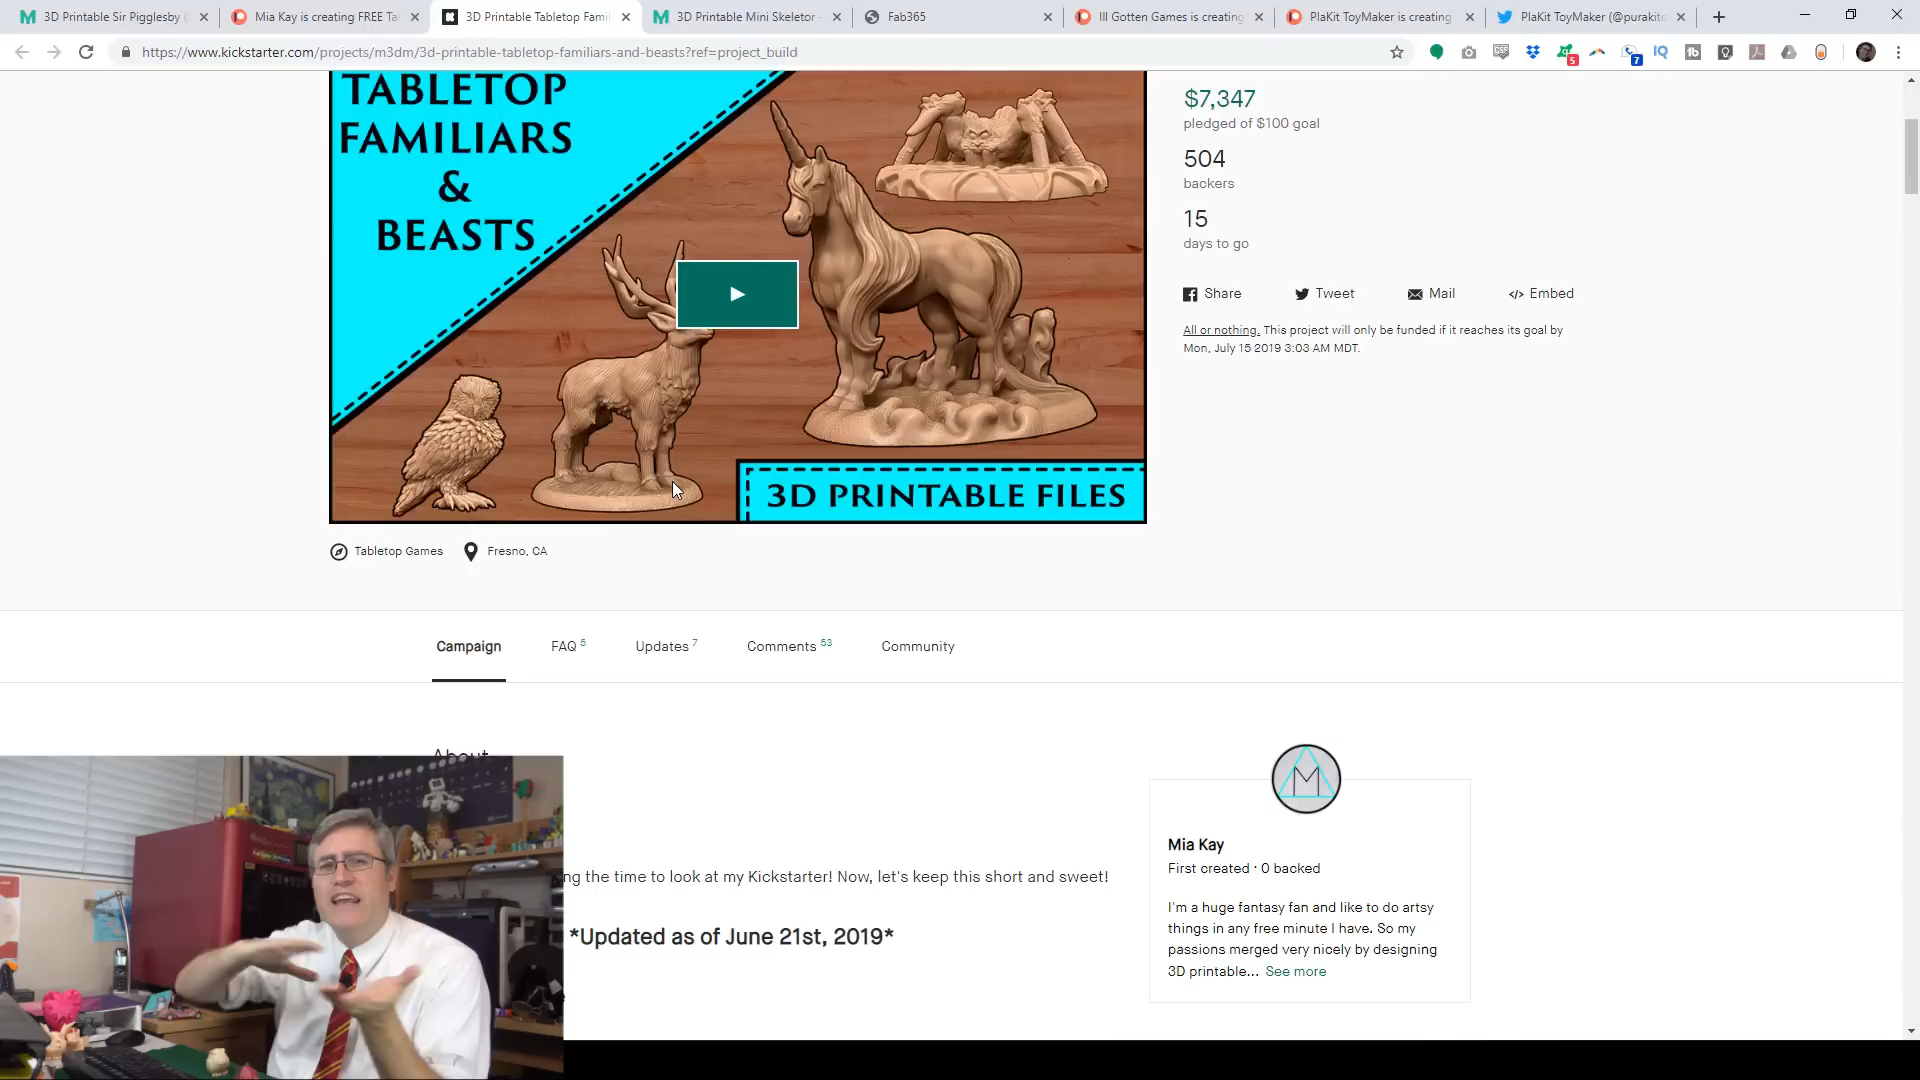 3D Printable Sir Pigglesby (
Mia Kay is creating FREE Ta
3D Printable Tabletop Famil
3D Printable Mini Skeletor
Fab365
Ill Gotten Games is creating
PlaKit ToyMaker is creating
PlaKit ToyMaker (@purakito
https://www.kickstarter.com/projects/m3dm/3d-printable-tabletop-familiars-and-beasts?ref=project_build
5
7
TABLETOP
FAMILIARS
&
BEASTS
3D PRINTABLE FILES
$7,347
pledged of $100 goal
504
backers
15
days to go
Share
Tweet
Mail
Embed
All or nothing. This project will only be funded if it reaches its goal by
Mon, July 15 2019 3:03 AM MDT.
Tabletop Games
Fresno, CA
Campaign
FAQ 5
Updates 7
Comments 53
Community
About
ng the time to look at my Kickstarter! Now, let's keep this short and sweet!
*Updated as of June 21st, 2019*
M
Mia Kay
First created · 0 backed
I'm a huge fantasy fan and like to do artsy
things in any free minute I have. So my
passions merged very nicely by designing
3D printable... See more